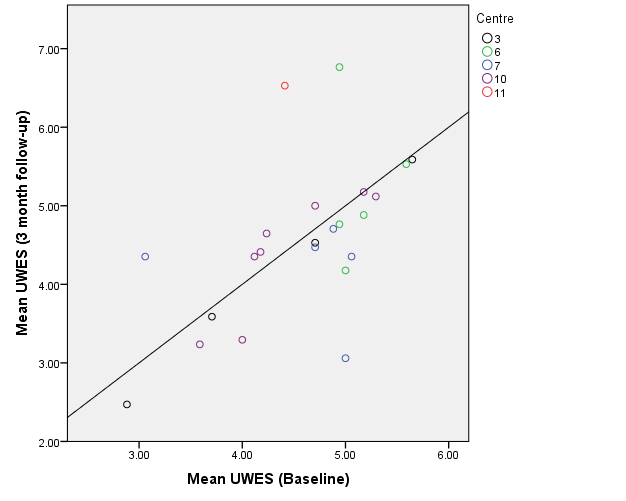 Centre
3
6
7
10
11
7.00
6.00
5.00
4.00
3.00
2.00
Mean UWES (3 month follow-up)
3.00 4.00 5.00 6.00
Mean UWES (Baseline)